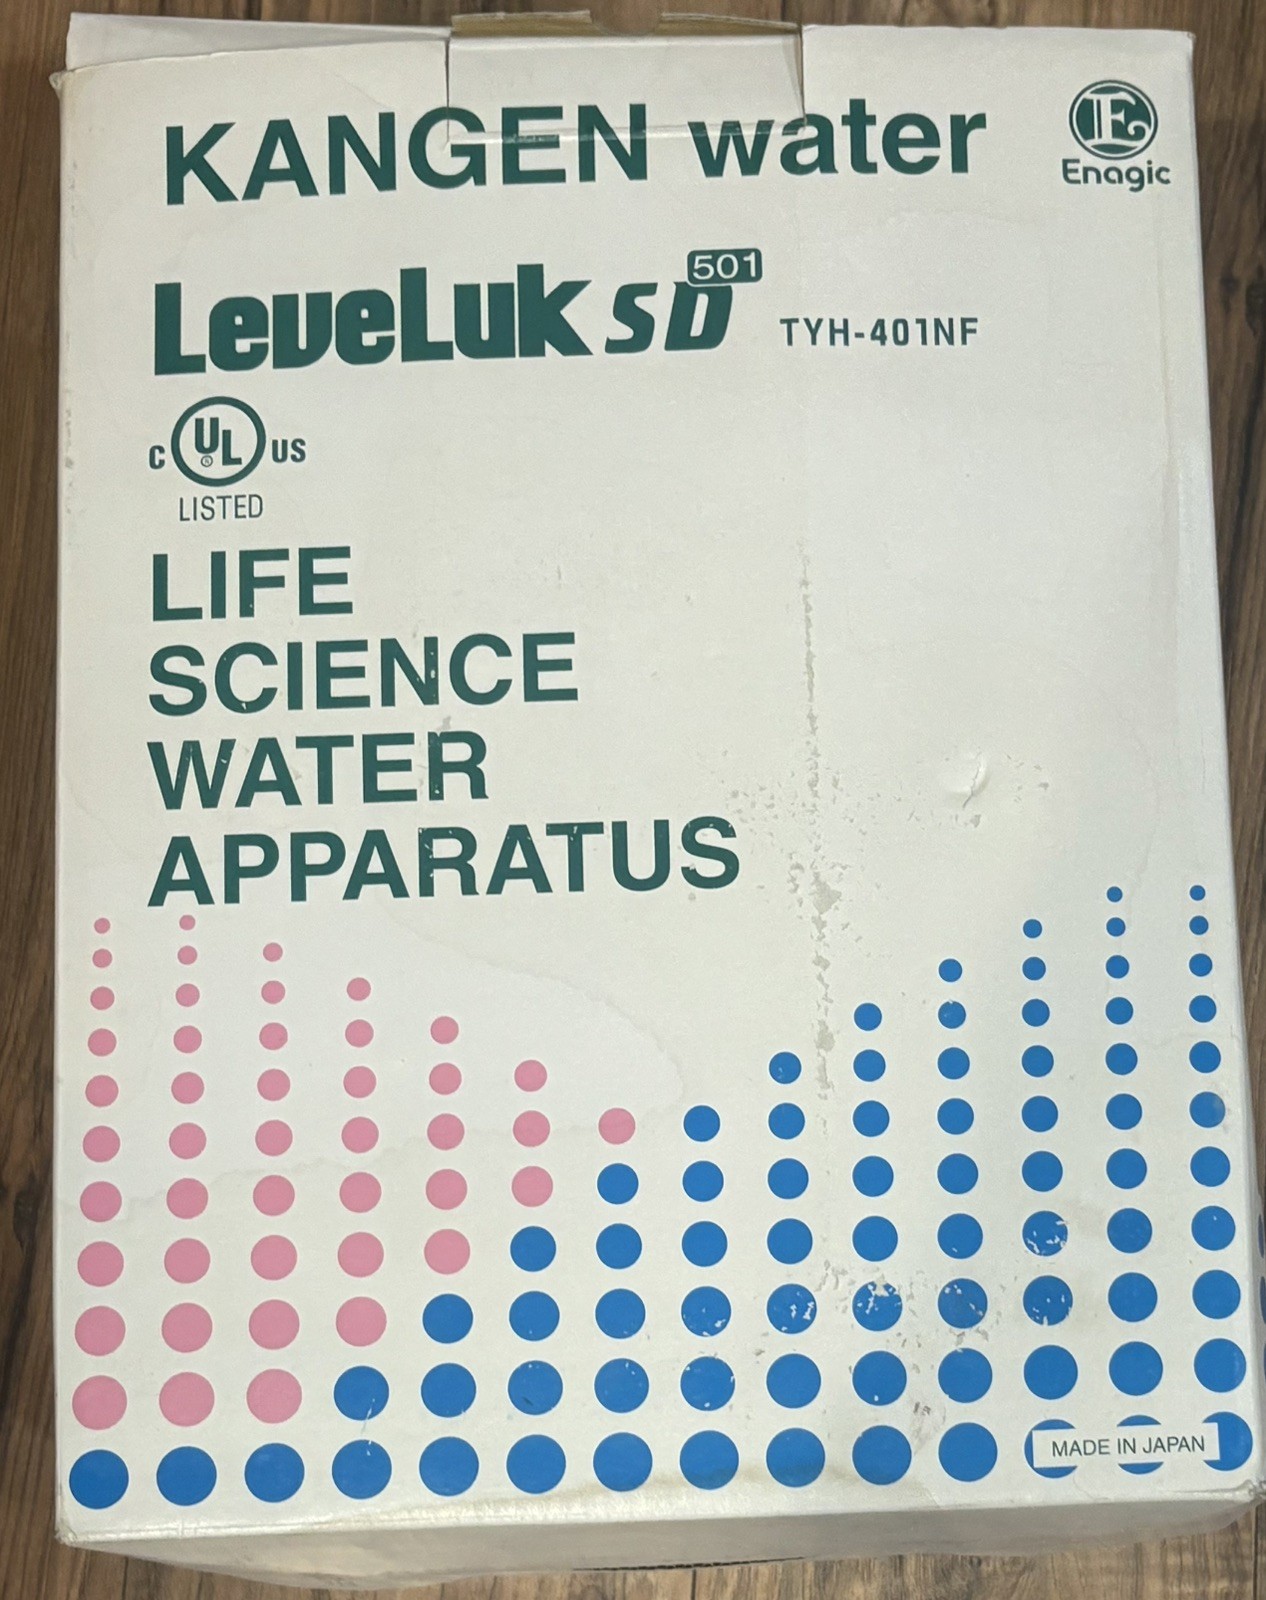 KANGEN water
E
Enagic
LeveLuk SD 501
TYH-401NF
C UL® US
LISTED
LIFE
SCIENCE
WATER
APPARATUS
MADE IN JAPAN